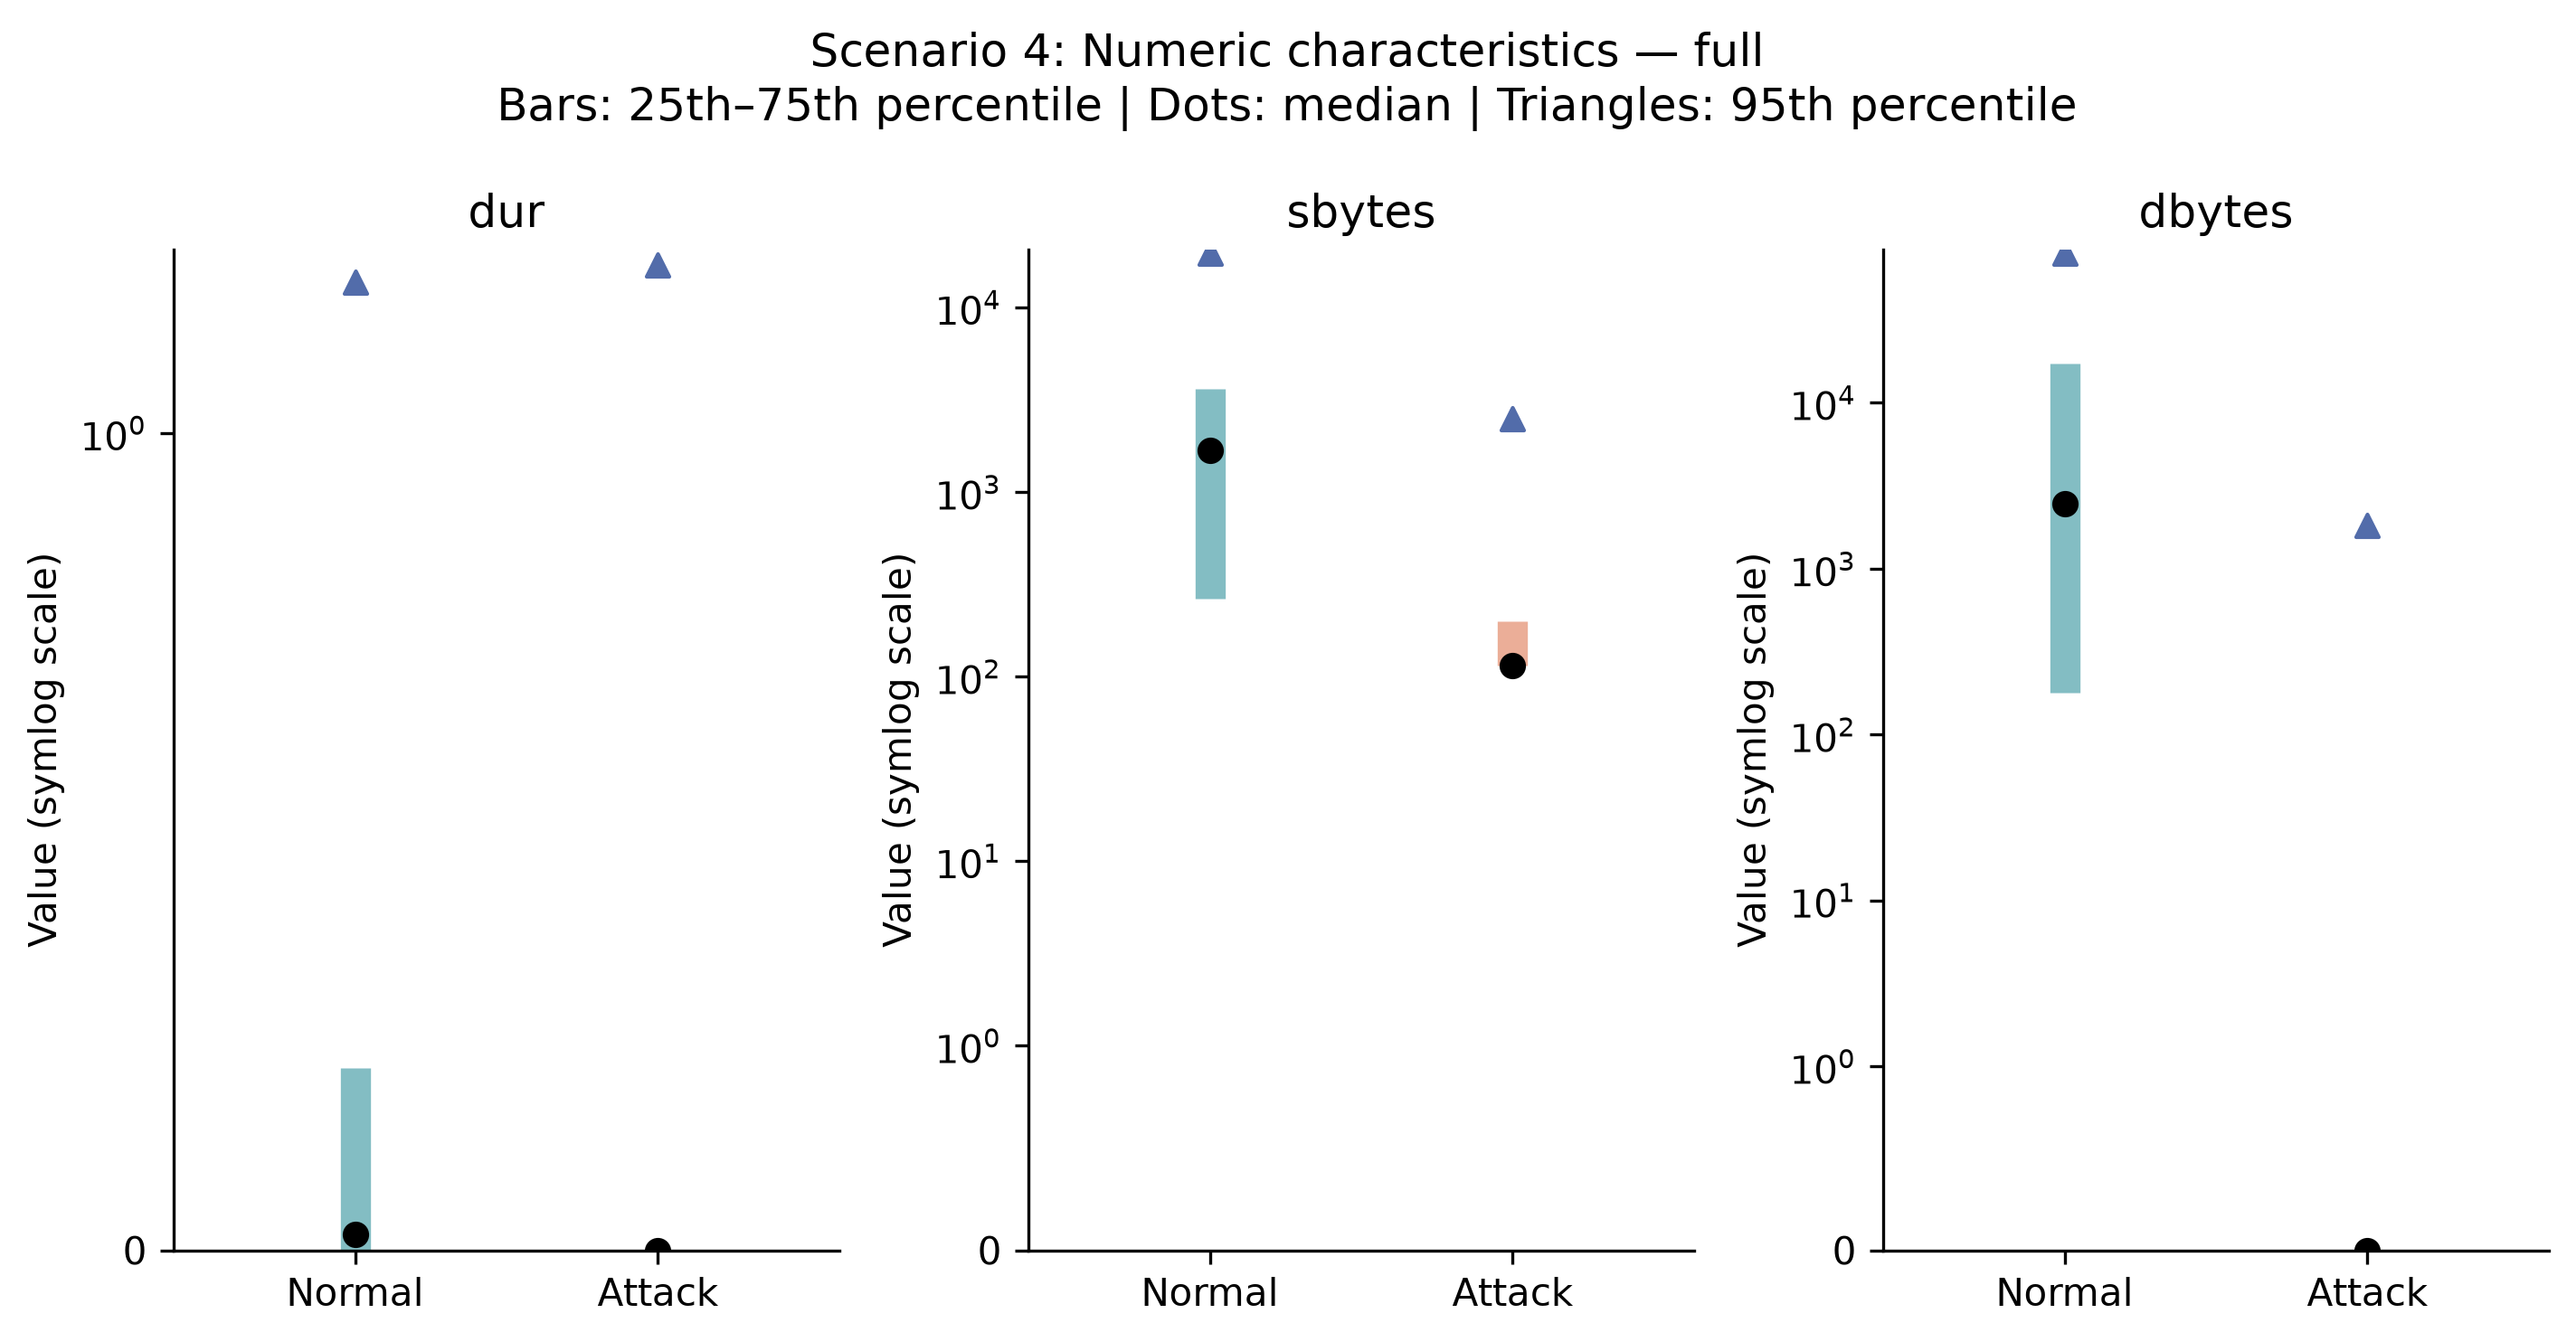 Scenario 4: Numeric characteristics — full
Bars: 25th–75th percentile | Dots: median | Triangles: 95th percentile
dur
Value (symlog scale)
10⁰
0
Normal
Attack
sbytes
Value (symlog scale)
10⁴
10³
10²
10¹
10⁰
0
Normal
Attack
dbytes
Value (symlog scale)
10⁴
10³
10²
10¹
10⁰
0
Normal
Attack